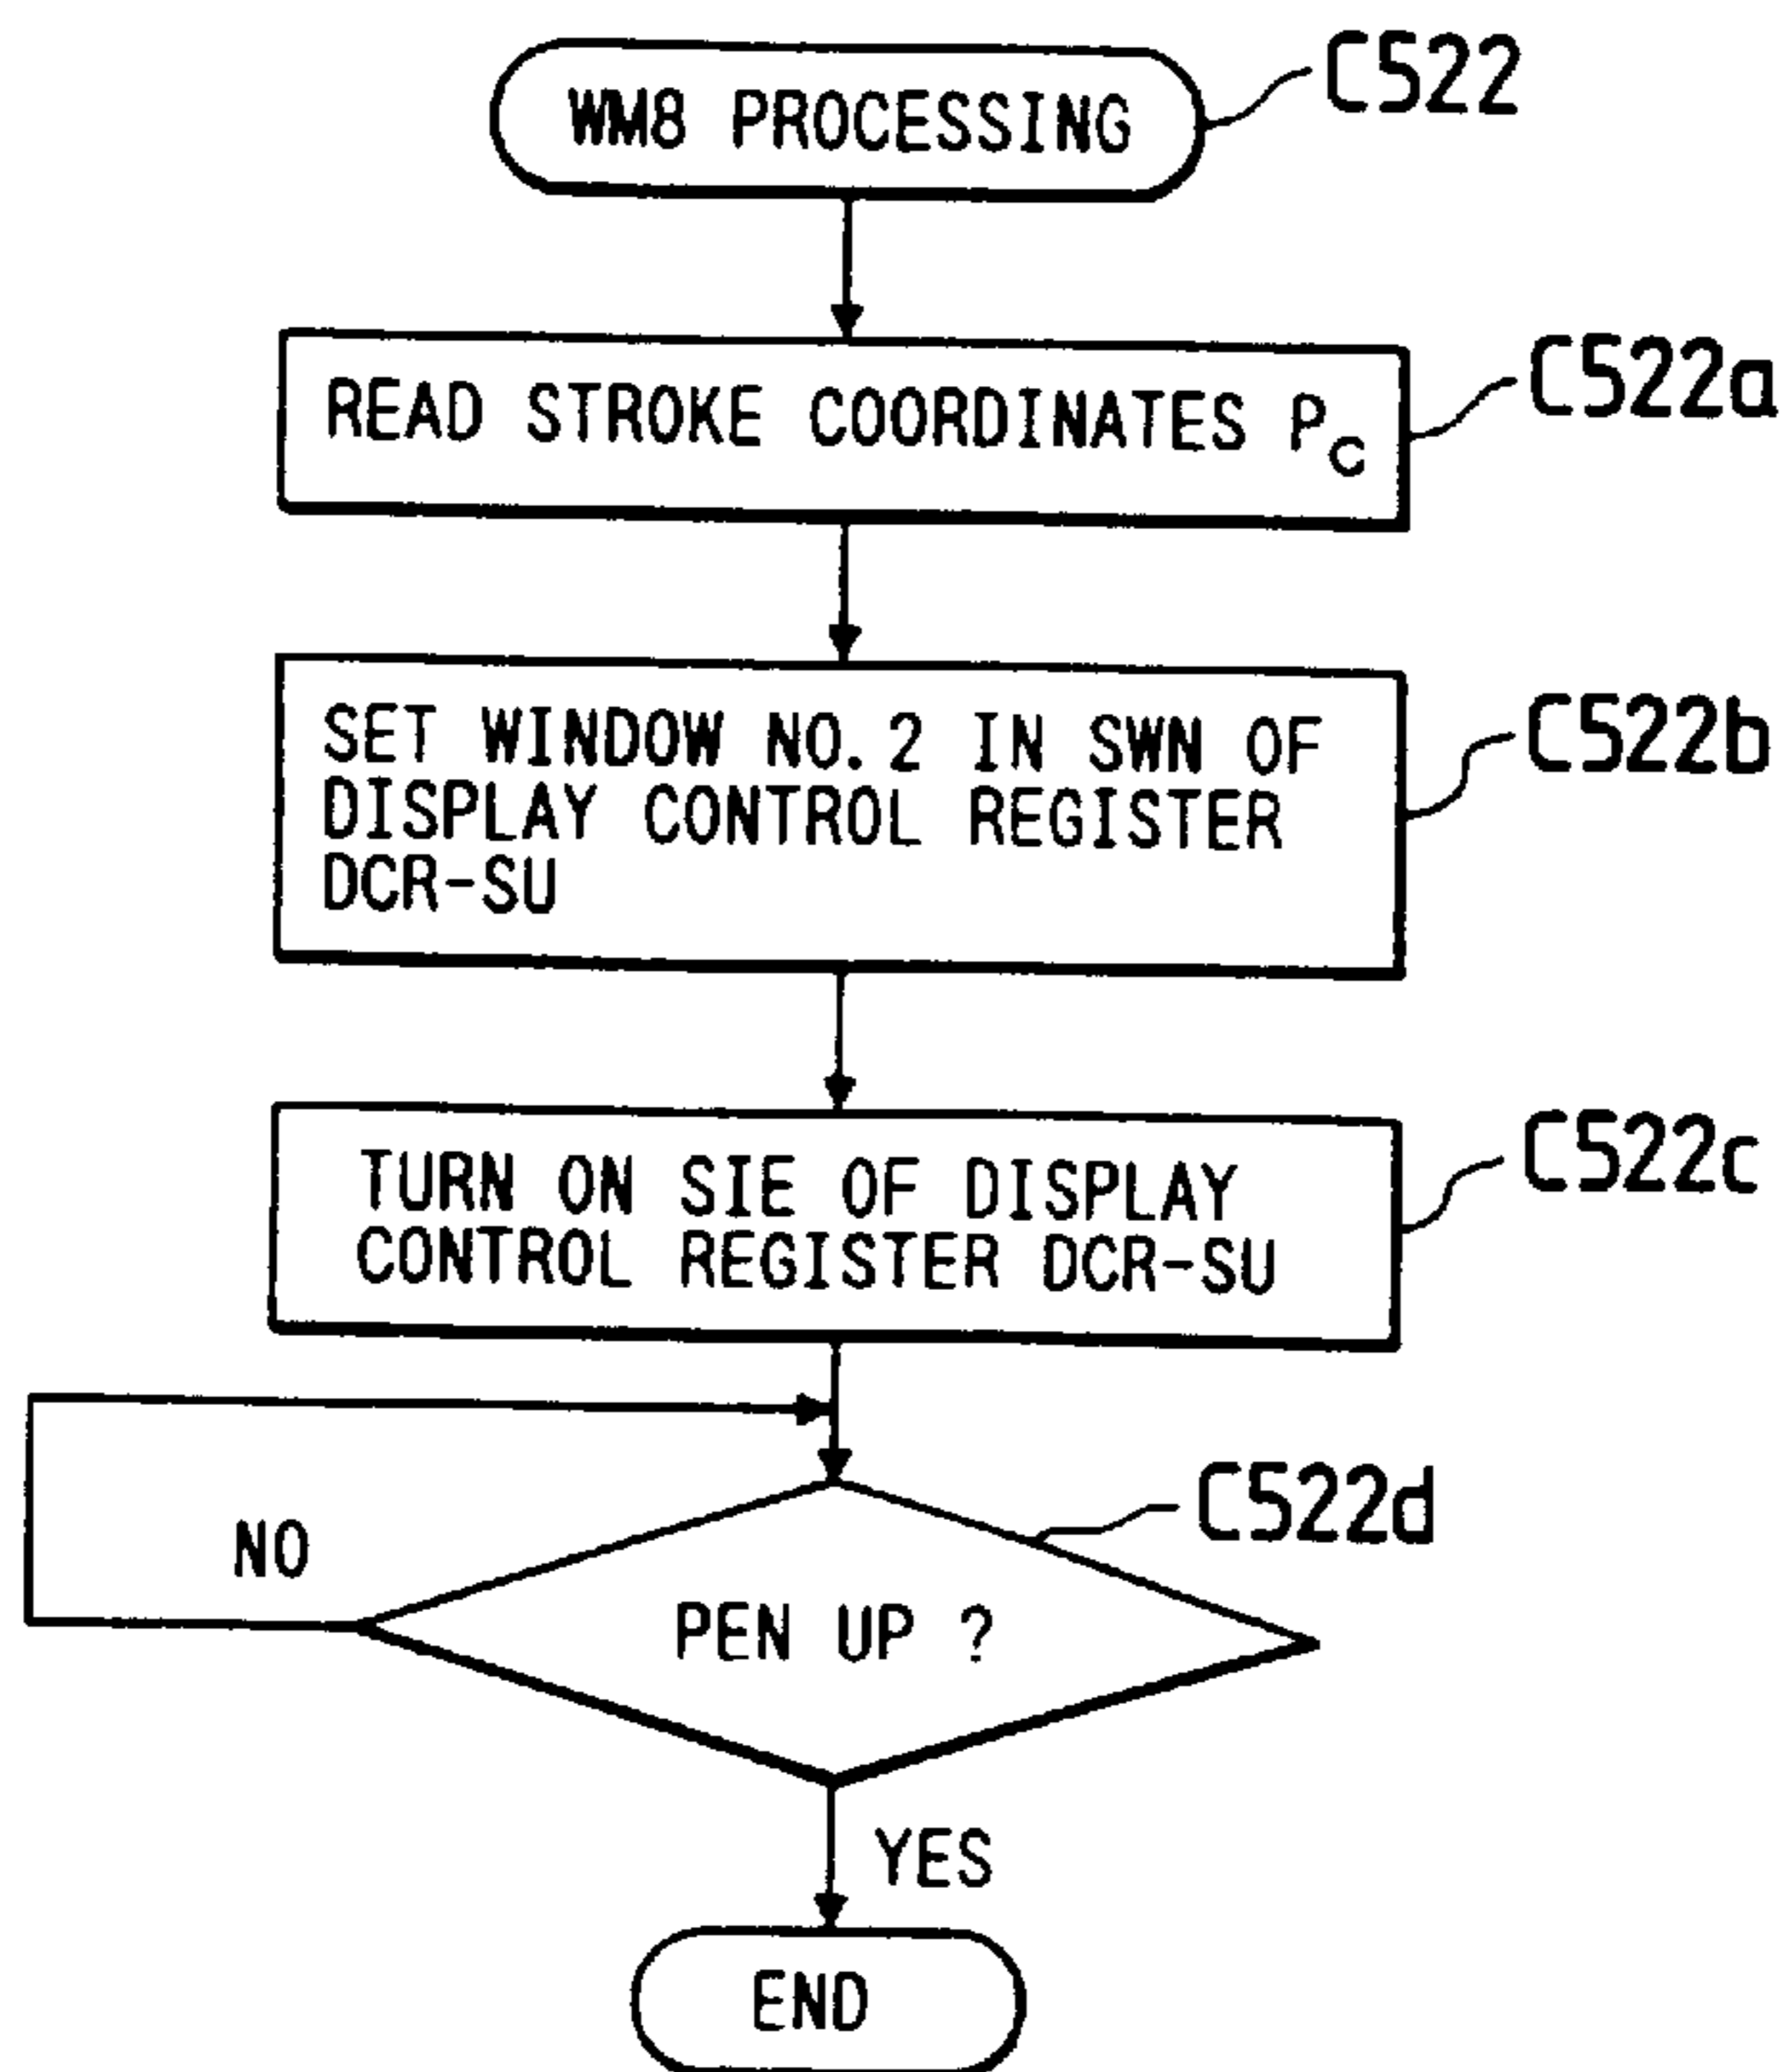 WM8 PROCESSING
C522
READ STROKE COORDINATES PC
C522a
SET WINDOW NO.2 IN SWN OF
DISPLAY CONTROL REGISTER
DCR-SU
C522b
TURN ON SIE OF DISPLAY
CONTROL REGISTER DCR-SU
C522c
NO
PEN UP ?
C522d
YES
END